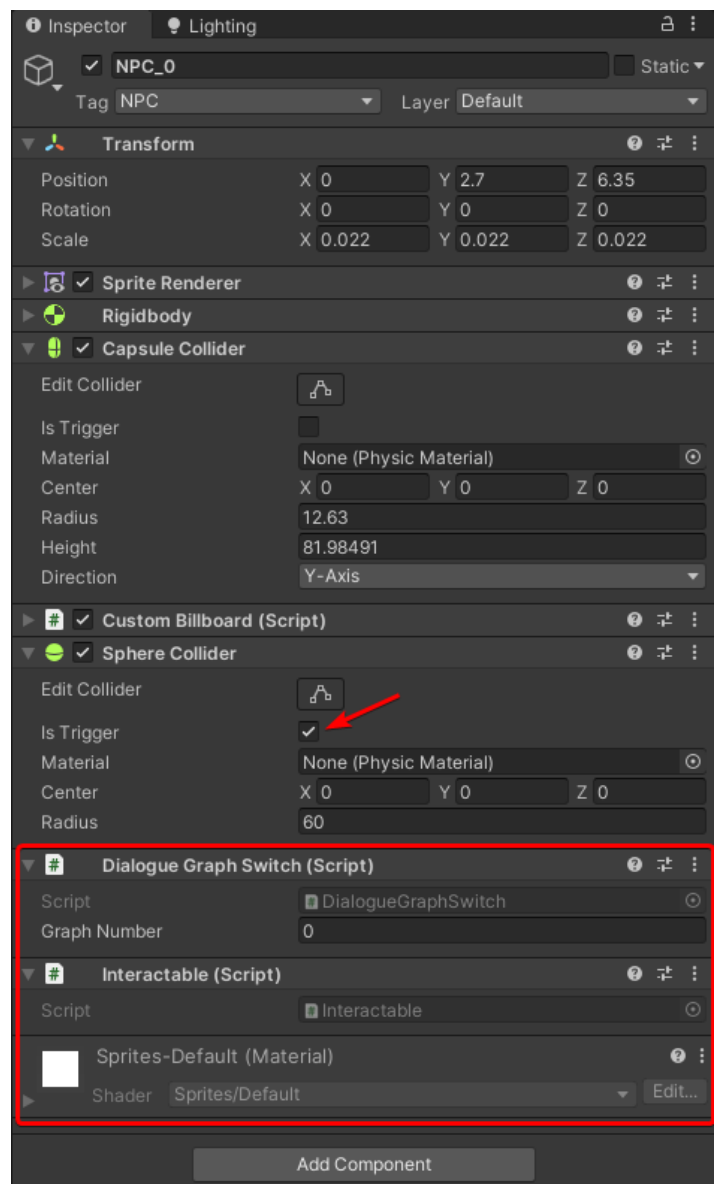 Inspector Lighting
NPC_0 Static
Tag NPC Layer Default
Transform
Position X 0 Y 2.7 Z 6.35
Rotation X 0 Y 0 Z 0
Scale X 0.022 Y 0.022 Z 0.022
Sprite Renderer
Rigidbody
Capsule Collider
Edit Collider
Is Trigger
Material None (Physic Material)
Center X 0 Y 0 Z 0
Radius 12.63
Height 81.98491
Direction Y-Axis
# Custom Billboard (Script)
Sphere Collider
Edit Collider
Is Trigger
Material None (Physic Material)
Center X 0 Y 0 Z 0
Radius 60
# Dialogue Graph Switch (Script)
Script DialogueGraphSwitch
Graph Number 0
# Interactable (Script)
Script Interactable
Sprites-Default (Material)
Shader Sprites/Default Edit...
Add Component